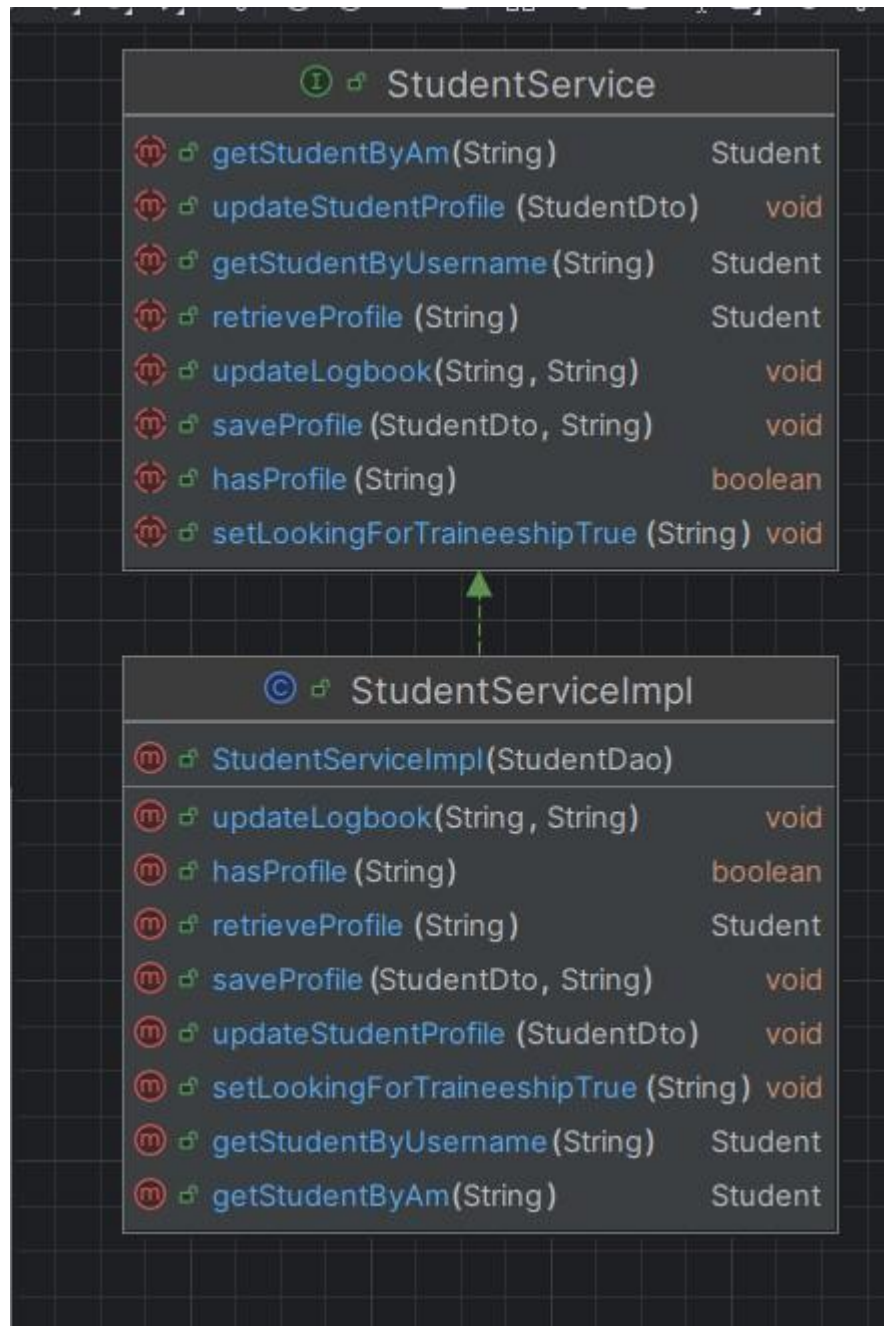 StudentService
getStudentByAm(String) Student
updateStudentProfile (StudentDto) void
getStudentByUsername(String) Student
retrieveProfile (String) Student
updateLogbook(String, String) void
saveProfile (StudentDto, String) void
hasProfile (String) boolean
setLookingForTraineeshipTrue (String) void
StudentServiceImpl
StudentServiceImpl(StudentDao)
updateLogbook(String, String) void
hasProfile (String) boolean
retrieveProfile (String) Student
saveProfile (StudentDto, String) void
updateStudentProfile (StudentDto) void
setLookingForTraineeshipTrue (String) void
getStudentByUsername(String) Student
getStudentByAm(String) Student